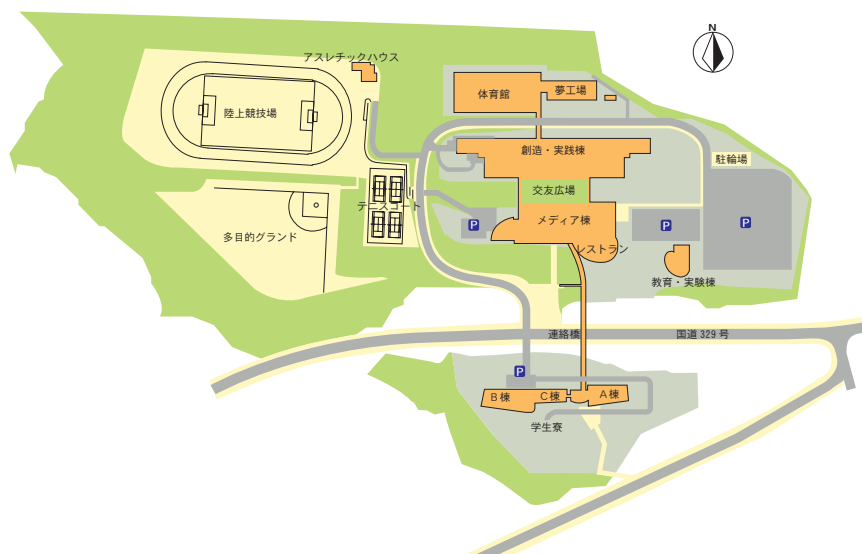 N
アスレチックハウス
体育館
夢工場
陸上競技場
創造・実践棟
駐輪場
交友広場
テニスコート
メディア棟
P
P
P
多目的グランド
レストラン
教育・実験棟
連絡橋
国道 329 号
P
B 棟
C 棟
A 棟
学生寮